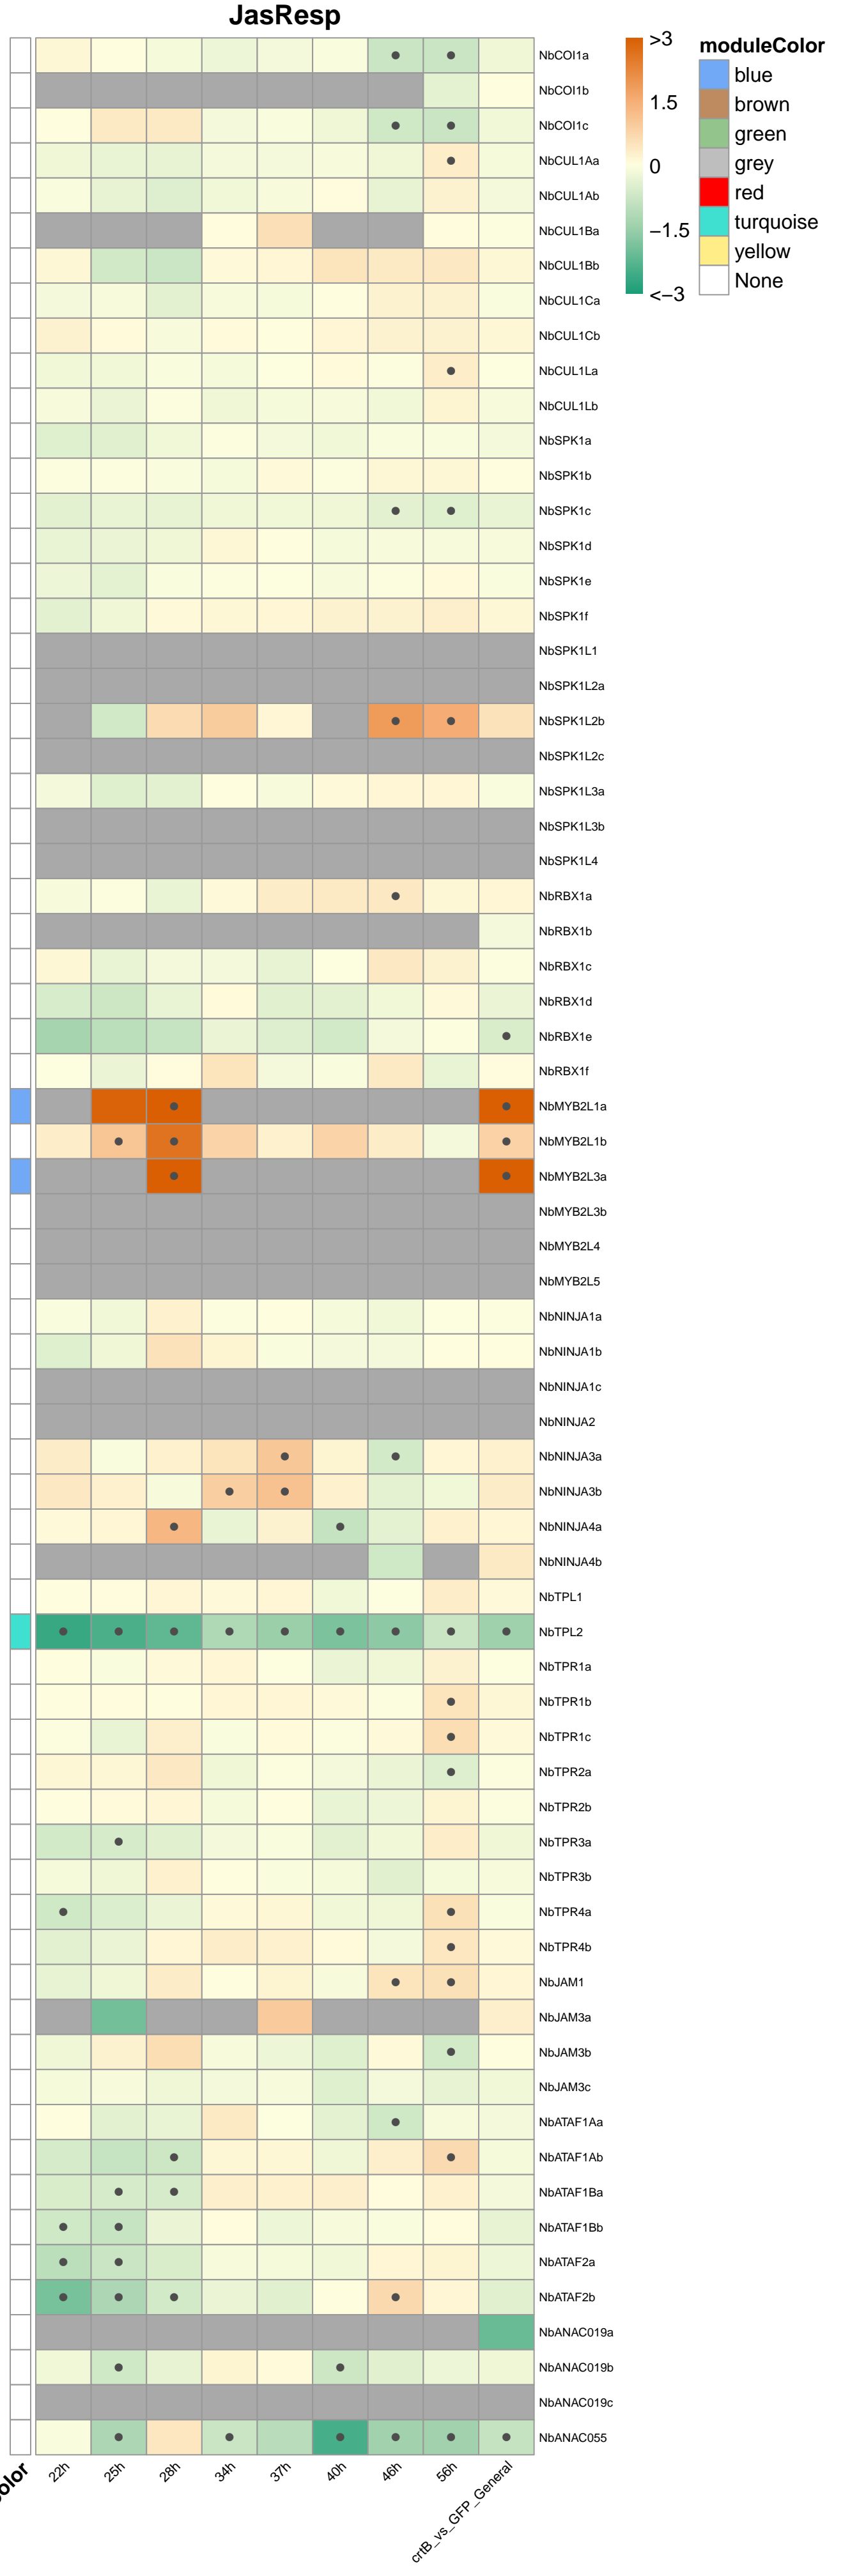 JasResp
NbCOI1a
NbCOI1b
NbCOI1c
NbCUL1Aa
NbCUL1Ab
NbCUL1Ba
NbCUL1Bb
NbCUL1Ca
NbCUL1Cb
NbCUL1La
NbCUL1Lb
NbSPK1a
NbSPK1b
NbSPK1c
NbSPK1d
NbSPK1e
NbSPK1f
NbSPK1L1
NbSPK1L2a
NbSPK1L2b
NbSPK1L2c
NbSPK1L3a
NbSPK1L3b
NbSPK1L4
NbRBX1a
NbRBX1b
NbRBX1c
NbRBX1d
NbRBX1e
NbRBX1f
NbMYB2L1a
NbMYB2L1b
NbMYB2L3a
NbMYB2L3b
NbMYB2L4
NbMYB2L5
NbNINJA1a
NbNINJA1b
NbNINJA1c
NbNINJA2
NbNINJA3a
NbNINJA3b
NbNINJA4a
NbNINJA4b
NbTPL1
NbTPL2
NbTPR1a
NbTPR1b
NbTPR1c
NbTPR2a
NbTPR2b
NbTPR3a
NbTPR3b
NbTPR4a
NbTPR4b
NbJAM1
NbJAM3a
NbJAM3b
NbJAM3c
NbATAF1Aa
NbATAF1Ab
NbATAF1Ba
NbATAF1Bb
NbATAF2a
NbATAF2b
NbANAC019a
NbANAC019b
NbANAC019c
NbANAC055
olor
22h
25h
28h
34h
37h
40h
46h
56h
crtB_vs_GFP_General
>3
1.5
0
−1.5
<−3
moduleColor
blue
brown
green
grey
red
turquoise
yellow
None